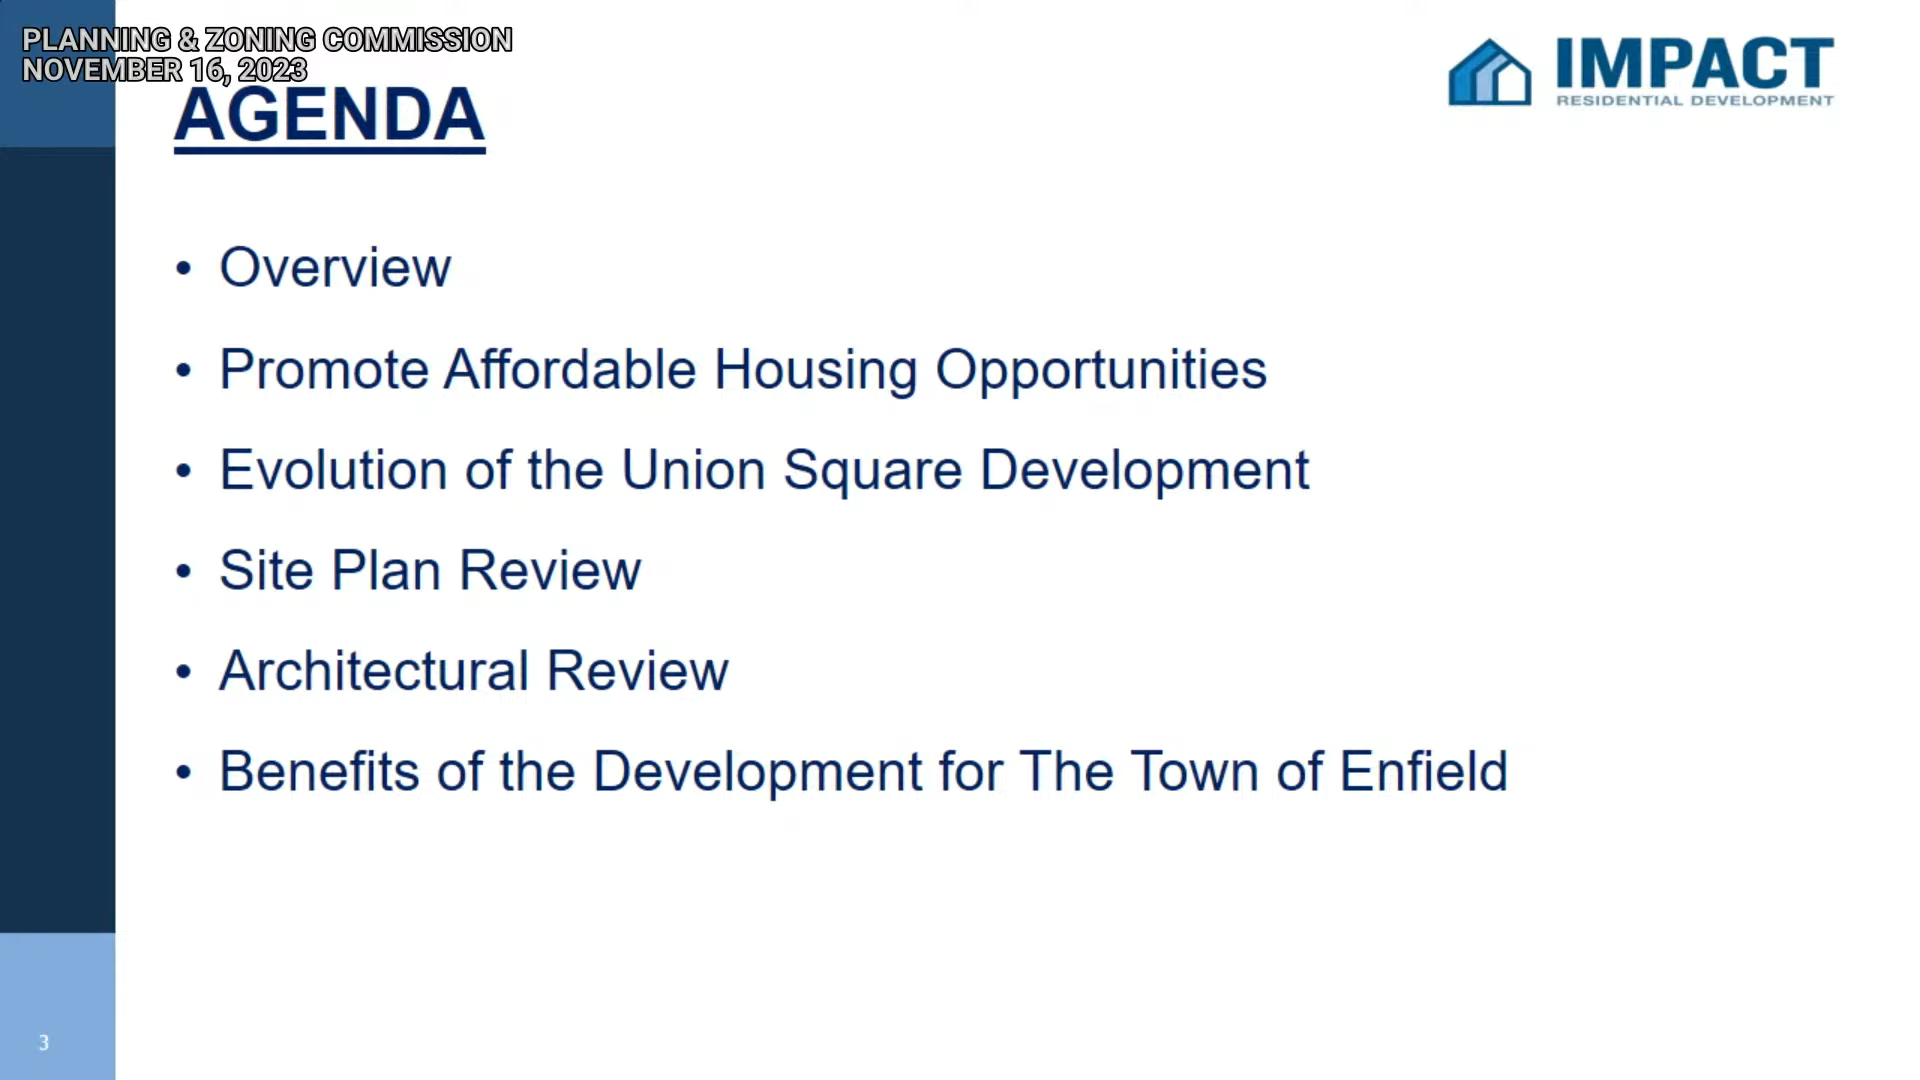 PLANNING & ZONING COMMISSION
NOVEMBER 16, 2023
IMPACT
RESIDENTIAL DEVELOPMENT
AGENDA
• Overview
• Promote Affordable Housing Opportunities
• Evolution of the Union Square Development
• Site Plan Review
• Architectural Review
• Benefits of the Development for The Town of Enfield
3